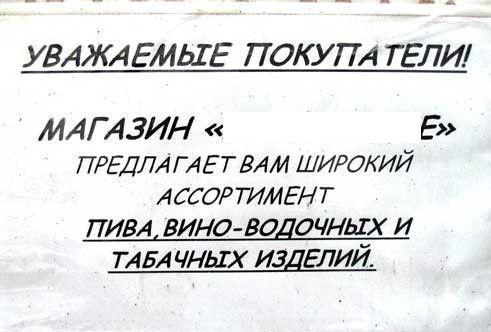 УВАЖАЕМЫЕ ПОКУПАТЕЛИ!
МАГАЗИН « Е»
ПРЕДЛАГАЕТ ВАМ ШИРОКИЙ
АССОРТИМЕНТ
ПИВА, ВИНО-ВОДОЧНЫХ И
ТАБАЧНЫХ ИЗДЕЛИЙ.